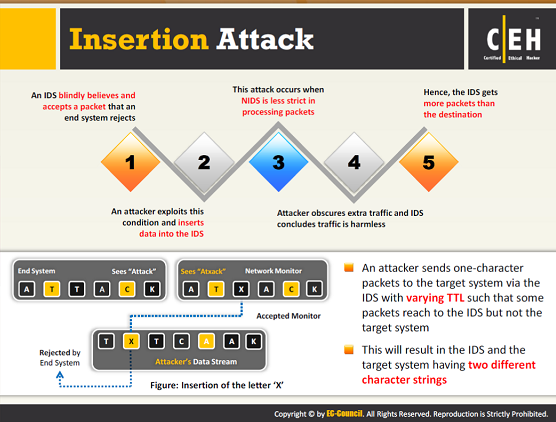 Insertion Attack
C|EH
Certified Ethical Hacker
An IDS blindly believes and
accepts a packet that an
end system rejects
This attack occurs when
NIDS is less strict in
processing packets
Hence, the IDS gets
more packets than
the destination
1
2
3
4
5
An attacker exploits this
condition and inserts
data into the IDS
Attacker obscures extra traffic and IDS
concludes traffic is harmless
End System Sees "Attack"
A T T A C K
Sees "Atxack" Network Monitor
A T X A C K
Accepted Monitor
T X T C A A K
Rejected by
End System
Attacker's Data Stream
Figure: Insertion of the letter 'X'
An attacker sends one-character
packets to the target system via the
IDS with varying TTL such that some
packets reach to the IDS but not the
target system
This will result in the IDS and the
target system having two different
character strings
Copyright © by EG-Council. All Rights Reserved. Reproduction is Strictly Prohibited.